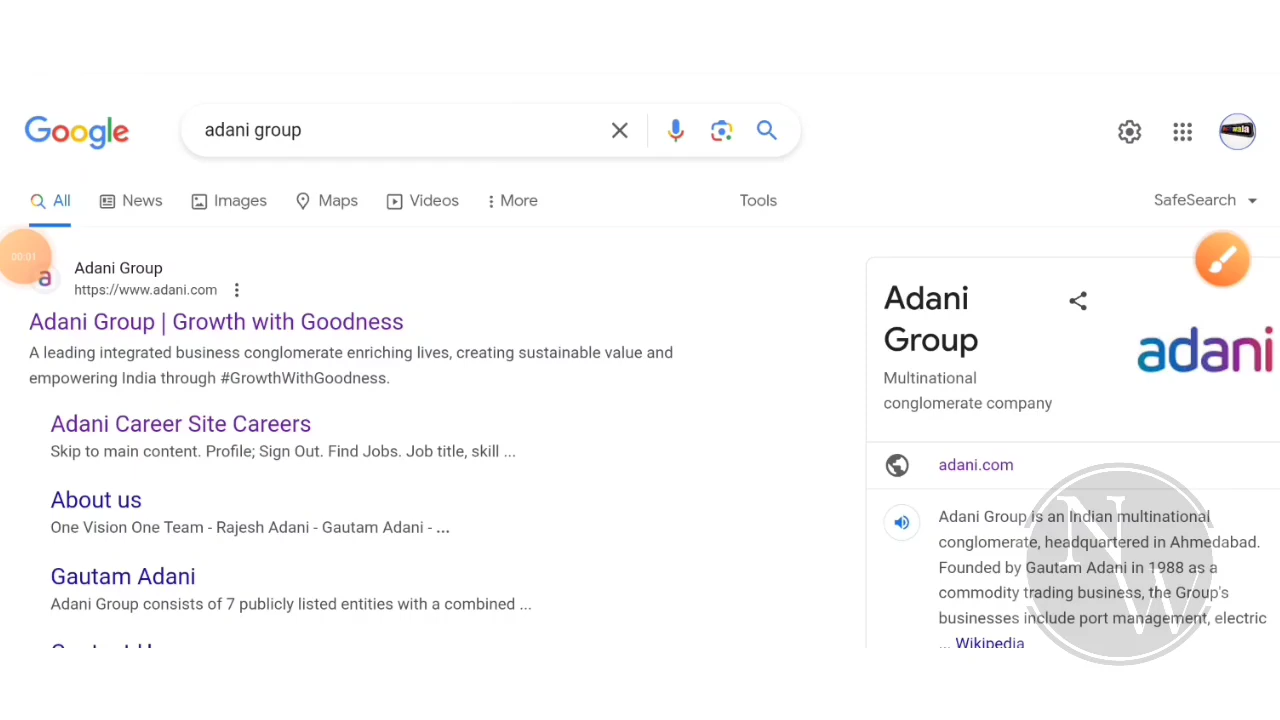 Google
adani group
All
News
Images
Maps
Videos
More
Tools
SafeSearch
00:01
a
Adani Group
https://www.adani.com
Adani Group | Growth with Goodness
A leading integrated business conglomerate enriching lives, creating sustainable value and
empowering India through #GrowthWithGoodness.
Adani Career Site Careers
Skip to main content. Profile; Sign Out. Find Jobs. Job title, skill ...
About us
One Vision One Team - Rajesh Adani - Gautam Adani - ...
Gautam Adani
Adani Group consists of 7 publicly listed entities with a combined ...
Adani
Group
Multinational
conglomerate company
adani
adani.com
Adani Group is an Indian multinational
conglomerate, headquartered in Ahmedabad.
Founded by Gautam Adani in 1988 as a
commodity trading business, the Group's
businesses include port management, electric
... Wikipedia
N
W